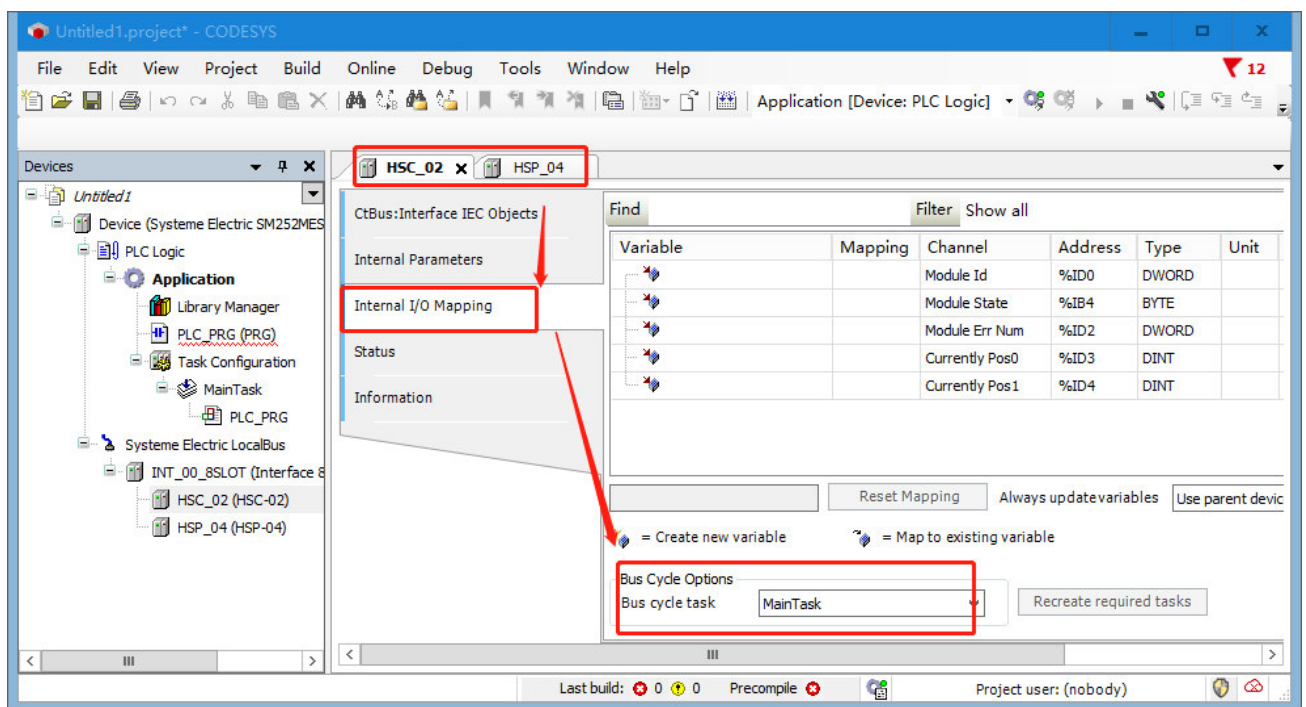 Untitled1.project* - CODESYS
File Edit View Project Build Online Debug Tools Window Help
12
Application [Device: PLC Logic]
Devices
Untitled1
Device (Systeme Electric SM252MES
PLC Logic
Application
Library Manager
PLC_PRG (PRG)
Task Configuration
MainTask
PLC_PRG
Systeme Electric LocalBus
INT_00_8SLOT (Interface 8
HSC_02 (HSC-02)
HSP_04 (HSP-04)
HSC_02 HSP_04
CtBus:Interface IEC Objects
Internal Parameters
Internal I/O Mapping
Status
Information
Find Filter Show all
Variable Mapping Channel Address Type Unit
Module Id %ID0 DWORD
Module State %IB4 BYTE
Module Err Num %ID2 DWORD
Currently Pos0 %ID3 DINT
Currently Pos1 %ID4 DINT
Reset Mapping Always update variables Use parent devic
= Create new variable = Map to existing variable
Bus Cycle Options
Bus cycle task MainTask Recreate required tasks
Last build: 0 0 Precompile Project user: (nobody)